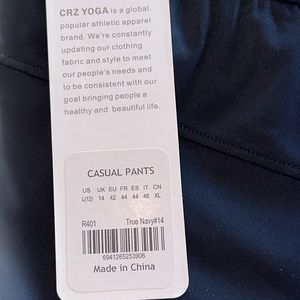 CRZ YOGA is a global
popular athletic apparel
brand. We're constantly
updating our clothing
fabric and style to meet
our people's needs and
to be consistent with our
goal bringing people a
healthy and beautiful life.
CASUAL PANTS
US UK EU FR ES IT CN
L(12) 14 42 44 44 46 XL
R401 True Navy#14
6941265253906
Made in China